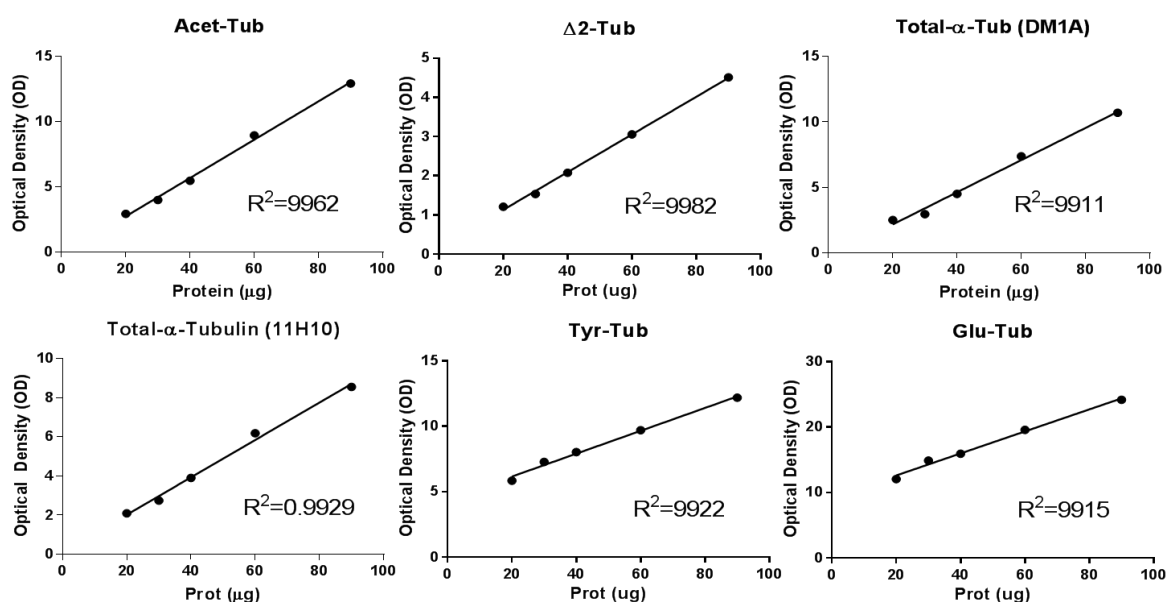 Acet-Tub
Optical Density (OD)
15
10
5
0
0 20 40 60 80 100
Protein (µg)
R²=9962
Δ2-Tub
Optical Density (OD)
5
4
3
2
1
0
0 20 40 60 80 100
Prot (ug)
R²=9982
Total-α-Tub (DM1A)
Optical Density (OD)
15
10
5
0
0 20 40 60 80 100
Protein (µg)
R²=9911
Total-α-Tubulin (11H10)
Optical Density (OD)
10
8
6
4
2
0
0 20 40 60 80 100
Prot (µg)
R²=0.9929
Tyr-Tub
Optical Density (OD)
15
10
5
0
0 20 40 60 80 100
Prot (ug)
R²=9922
Glu-Tub
Optical Density (OD)
30
20
10
0
0 20 40 60 80 100
Prot (ug)
R²=9915